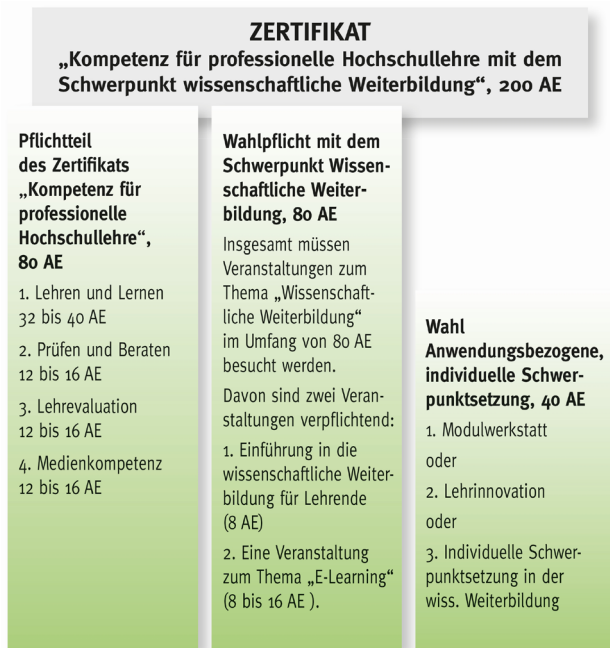 ZERTIFIKAT
„Kompetenz für professionelle Hochschullehre mit dem
Schwerpunkt wissenschaftliche Weiterbildung“, 200 AE
Pflichtteil
des Zertifikats
„Kompetenz für
professionelle
Hochschullehre“,
80 AE
1. Lehren und Lernen
32 bis 40 AE
2. Prüfen und Beraten
12 bis 16 AE
3. Lehrevaluation
12 bis 16 AE
4. Medienkompetenz
12 bis 16 AE
Wahlpflicht mit dem
Schwerpunkt Wissen-
schaftliche Weiter-
bildung, 80 AE
Insgesamt müssen
Veranstaltungen zum
Thema „Wissenschaft-
liche Weiterbildung“
im Umfang von 80 AE
besucht werden.
Davon sind zwei Veran-
staltungen verpflichtend:
1. Einführung in die
wissenschaftliche Weiter-
bildung für Lehrende
(8 AE)
2. Eine Veranstaltung
zum Thema „E-Learning“
(8 bis 16 AE ).
Wahl
Anwendungsbezogene,
individuelle Schwer-
punktsetzung, 40 AE
1. Modulwerkstatt
oder
2. Lehrinnovation
oder
3. Individuelle Schwer-
punktsetzung in der
wiss. Weiterbildung